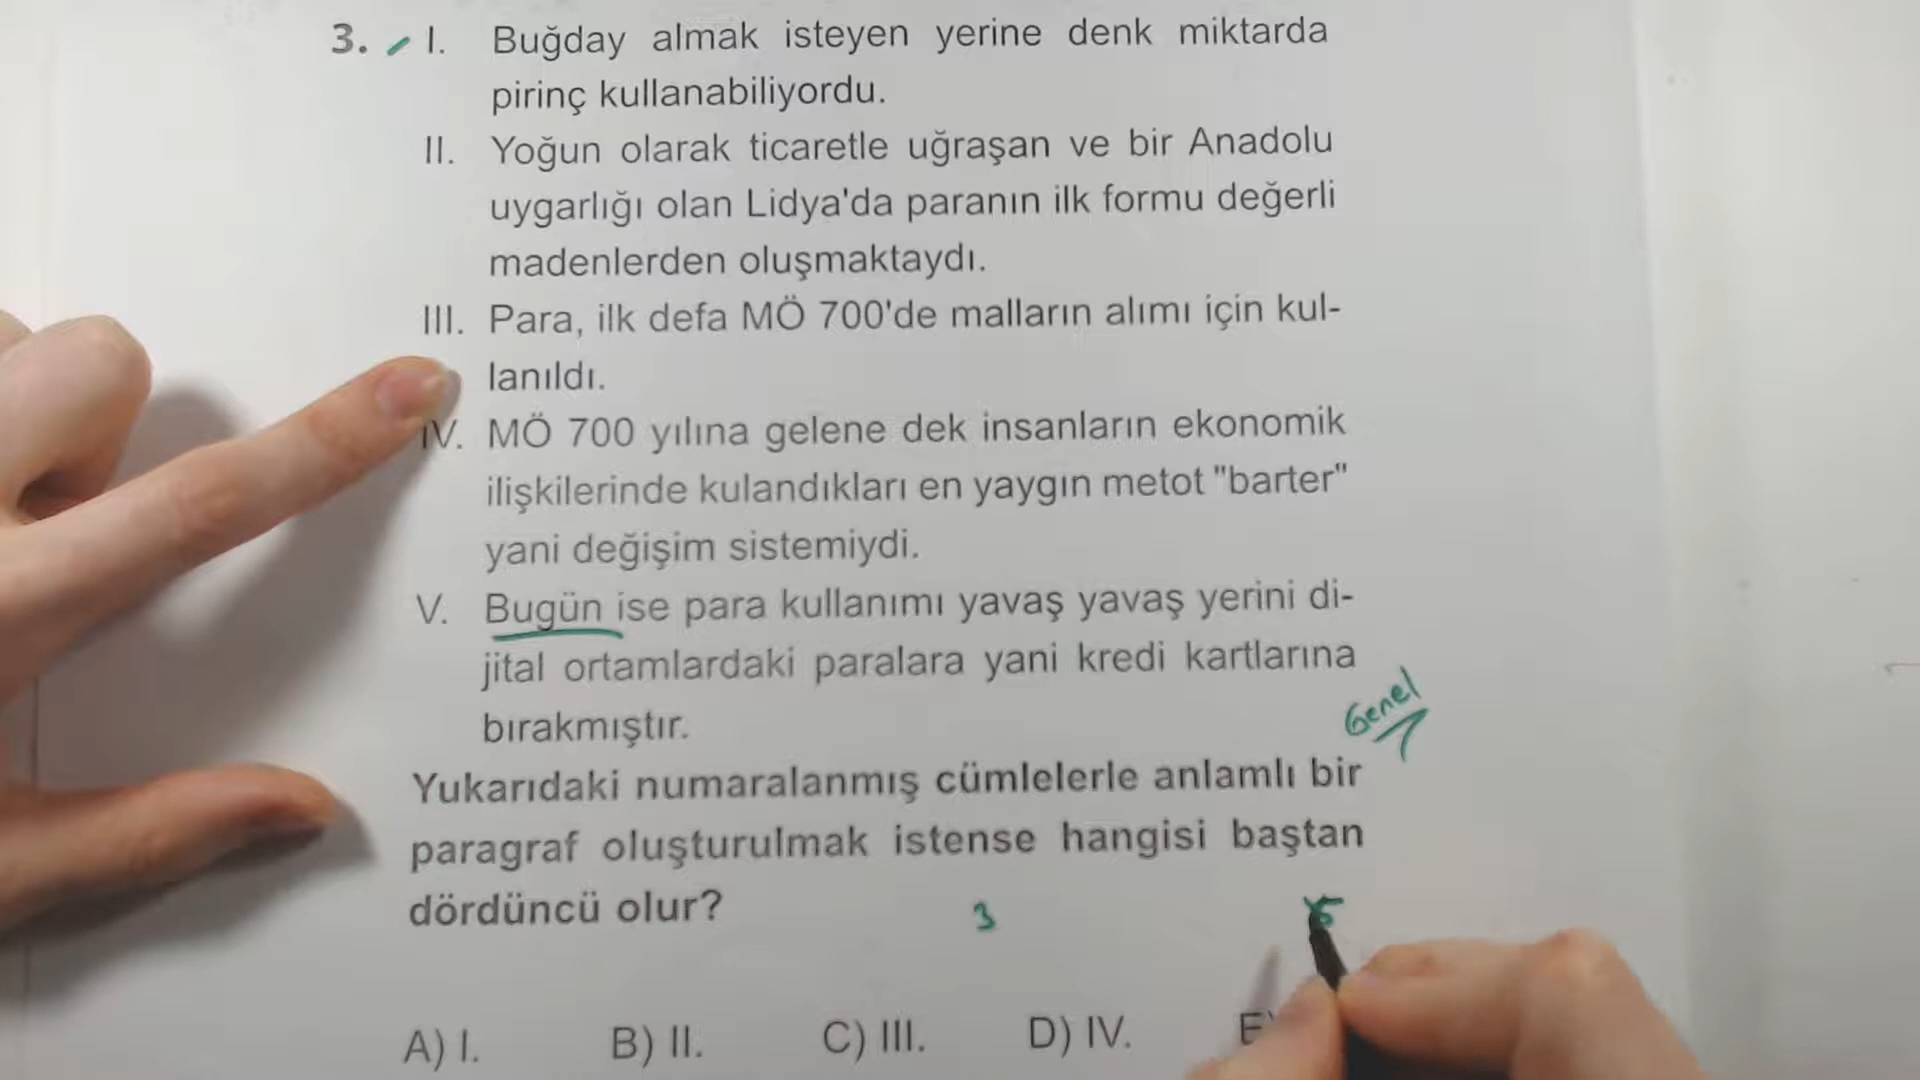 3. I. Buğday almak isteyen yerine denk miktarda
pirinç kullanabiliyordu.
II. Yoğun olarak ticaretle uğraşan ve bir Anadolu
uygarlığı olan Lidya'da paranın ilk formu değerli
madenlerden oluşmaktaydı.
III. Para, ilk defa MÖ 700'de malların alımı için kul-
lanıldı.
IV. MÖ 700 yılına gelene dek insanların ekonomik
ilişkilerinde kulandıkları en yaygın metot "barter"
yani değişim sistemiydi.
V. Bugün ise para kullanımı yavaş yavaş yerini di-
jital ortamlardaki paralara yani kredi kartlarına
bırakmıştır.
Genel
Yukarıdaki numaralanmış cümlelerle anlamlı bir
paragraf oluşturulmak istense hangisi baştan
dördüncü olur?
3
A) I. B) II. C) III. D) IV. E)